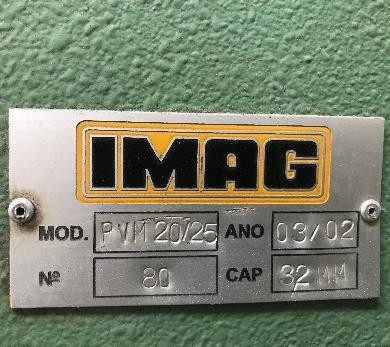 IMAG
MOD. PVM 20/25 ANO 03/02
Nº 80 CAP 32 MM